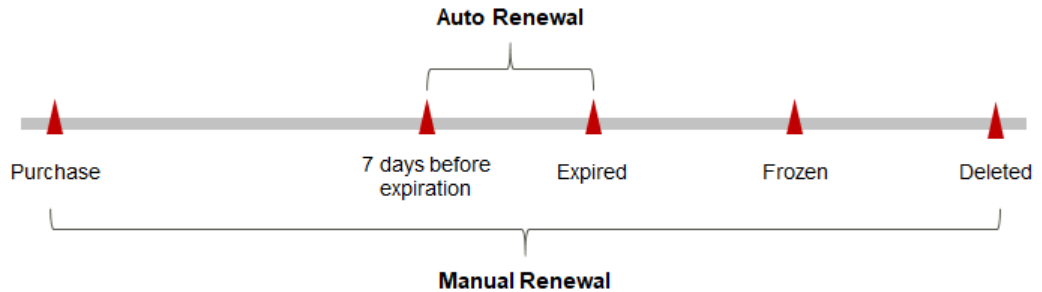 Auto Renewal
Purchase
7 days before
expiration
Expired
Frozen
Deleted
Manual Renewal